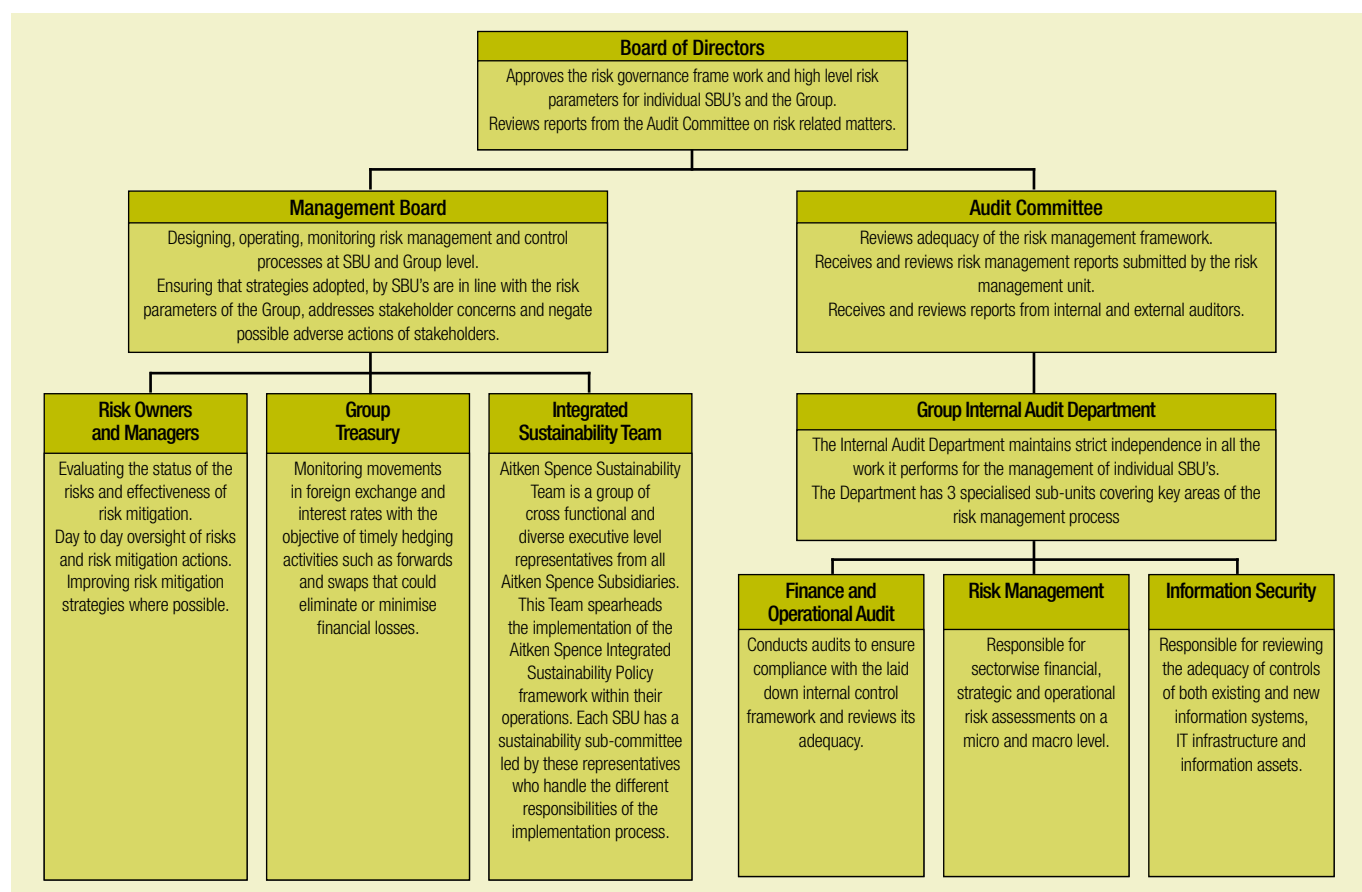 Board of Directors
Approves the risk governance frame work and high level risk
parameters for individual SBU's and the Group.
Reviews reports from the Audit Committee on risk related matters.
Management Board
Designing, operating, monitoring risk management and control
processes at SBU and Group level.
Ensuring that strategies adopted, by SBU's are in line with the risk
parameters of the Group, addresses stakeholder concerns and negate
possible adverse actions of stakeholders.
Audit Committee
Reviews adequacy of the risk management framework.
Receives and reviews risk management reports submitted by the risk
management unit.
Receives and reviews reports from internal and external auditors.
Risk Owners
and Managers
Evaluating the status of the
risks and effectiveness of
risk mitigation.
Day to day oversight of risks
and risk mitigation actions.
Improving risk mitigation
strategies where possible.
Group
Treasury
Monitoring movements
in foreign exchange and
interest rates with the
objective of timely hedging
activities such as forwards
and swaps that could
eliminate or minimise
financial losses.
Integrated
Sustainability Team
Aitken Spence Sustainability
Team is a group of
cross functional and
diverse executive level
representatives from all
Aitken Spence Subsidiaries.
This Team spearheads
the implementation of the
Aitken Spence Integrated
Sustainability Policy
framework within their
operations. Each SBU has a
sustainability sub-committee
led by these representatives
who handle the different
responsibilities of the
implementation process.
Group Internal Audit Department
The Internal Audit Department maintains strict independence in all the
work it performs for the management of individual SBU's.
The Department has 3 specialised sub-units covering key areas of the
risk management process
Finance and
Operational Audit
Conducts audits to ensure
compliance with the laid
down internal control
framework and reviews its
adequacy.
Risk Management
Responsible for
sectorwise financial,
strategic and operational
risk assessments on a
micro and macro level.
Information Security
Responsible for reviewing
the adequacy of controls
of both existing and new
information systems,
IT infrastructure and
information assets.